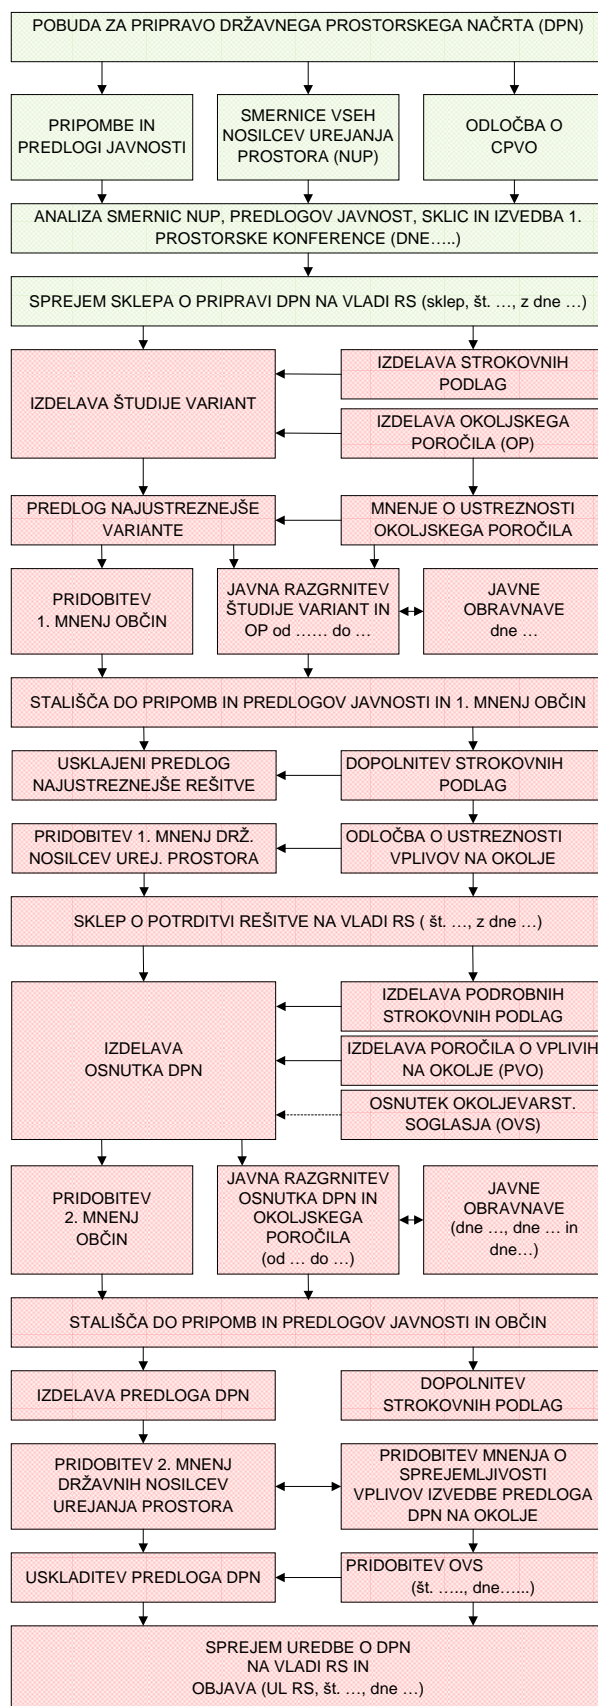 POBUDA ZA PRIPRAVO DRŽAVNEGA PROSTORSKEGA NAČRTA (DPN)
PRIPOMBE IN
PREDLOGI JAVNOSTI
SMERNICE VSEH
NOSILCEV UREJANJA
PROSTORA (NUP)
ODLOČBA O
CPVO
ANALIZA SMERNIC NUP, PREDLOGOV JAVNOST, SKLIC IN IZVEDBA 1.
PROSTORSKE KONFERENCE (DNE.....)
SPREJEM SKLEPA O PRIPRAVI DPN NA VLADI RS (sklep, št. ..., z dne ...)
IZDELAVA ŠTUDIJE VARIANT
IZDELAVA STROKOVNIH
PODLAG
IZDELAVA OKOLJSKEGA
POROČILA (OP)
PREDLOG NAJUSTREZNEJŠE
VARIANTE
MNENJE O USTREZNOSTI
OKOLJSKEGA POROČILA
PRIDOBITEV
1. MNENJ OBČIN
JAVNA RAZGRNITEV
ŠTUDIJE VARIANT IN
OP od ...... do ...
JAVNE
OBRAVNAVE
dne ...
STALIŠČA DO PRIPOMB IN PREDLOGOV JAVNOSTI IN 1. MNENJ OBČIN
USKLAJENI PREDLOG
NAJUSTREZNEJŠE REŠITVE
DOPOLNITEV STROKOVNIH
PODLAG
PRIDOBITEV 1. MNENJ DRŽ.
NOSILCEV UREJ. PROSTORA
ODLOČBA O USTREZNOSTI
VPLIVOV NA OKOLJE
SKLEP O POTRDITVI REŠITVE NA VLADI RS ( št. ..., z dne ...)
IZDELAVA
OSNUTKA DPN
IZDELAVA PODROBNIH
STROKOVNIH PODLAG
IZDELAVA POROČILA O VPLIVIH
NA OKOLJE (PVO)
OSNUTEK OKOLJEVARST.
SOGLASJA (OVS)
PRIDOBITEV
2. MNENJ
OBČIN
JAVNA RAZGRNITEV
OSNUTKA DPN IN
OKOLJSKEGA
POROČILA
(od ... do ...)
JAVNE
OBRAVNAVE
(dne ..., dne ... in
dne...)
STALIŠČA DO PRIPOMB IN PREDLOGOV JAVNOSTI IN OBČIN
IZDELAVA PREDLOGA DPN
DOPOLNITEV
STROKOVNIH PODLAG
PRIDOBITEV 2. MNENJ
DRŽAVNIH NOSILCEV
UREJANJA PROSTORA
PRIDOBITEV MNENJA O
SPREJEMLJIVOSTI
VPLIVOV IZVEDBE PREDLOGA
DPN NA OKOLJE
USKLADITEV PREDLOGA DPN
PRIDOBITEV OVS
(št. ....., dne......)
SPREJEM UREDBE O DPN
NA VLADI RS IN
OBJAVA (UL RS, št. ..., dne ...)